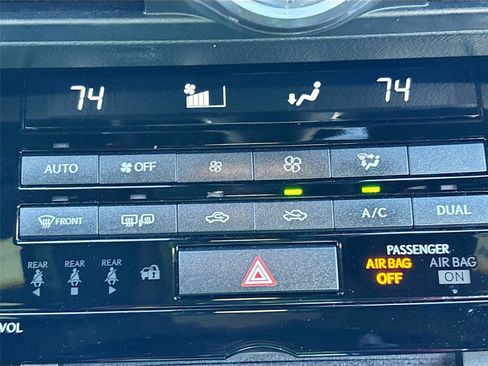 74 74
AUTO OFF
FRONT A/C DUAL
PASSENGER
REAR REAR REAR AIR BAG AIR BAG
OFF ON
VOL